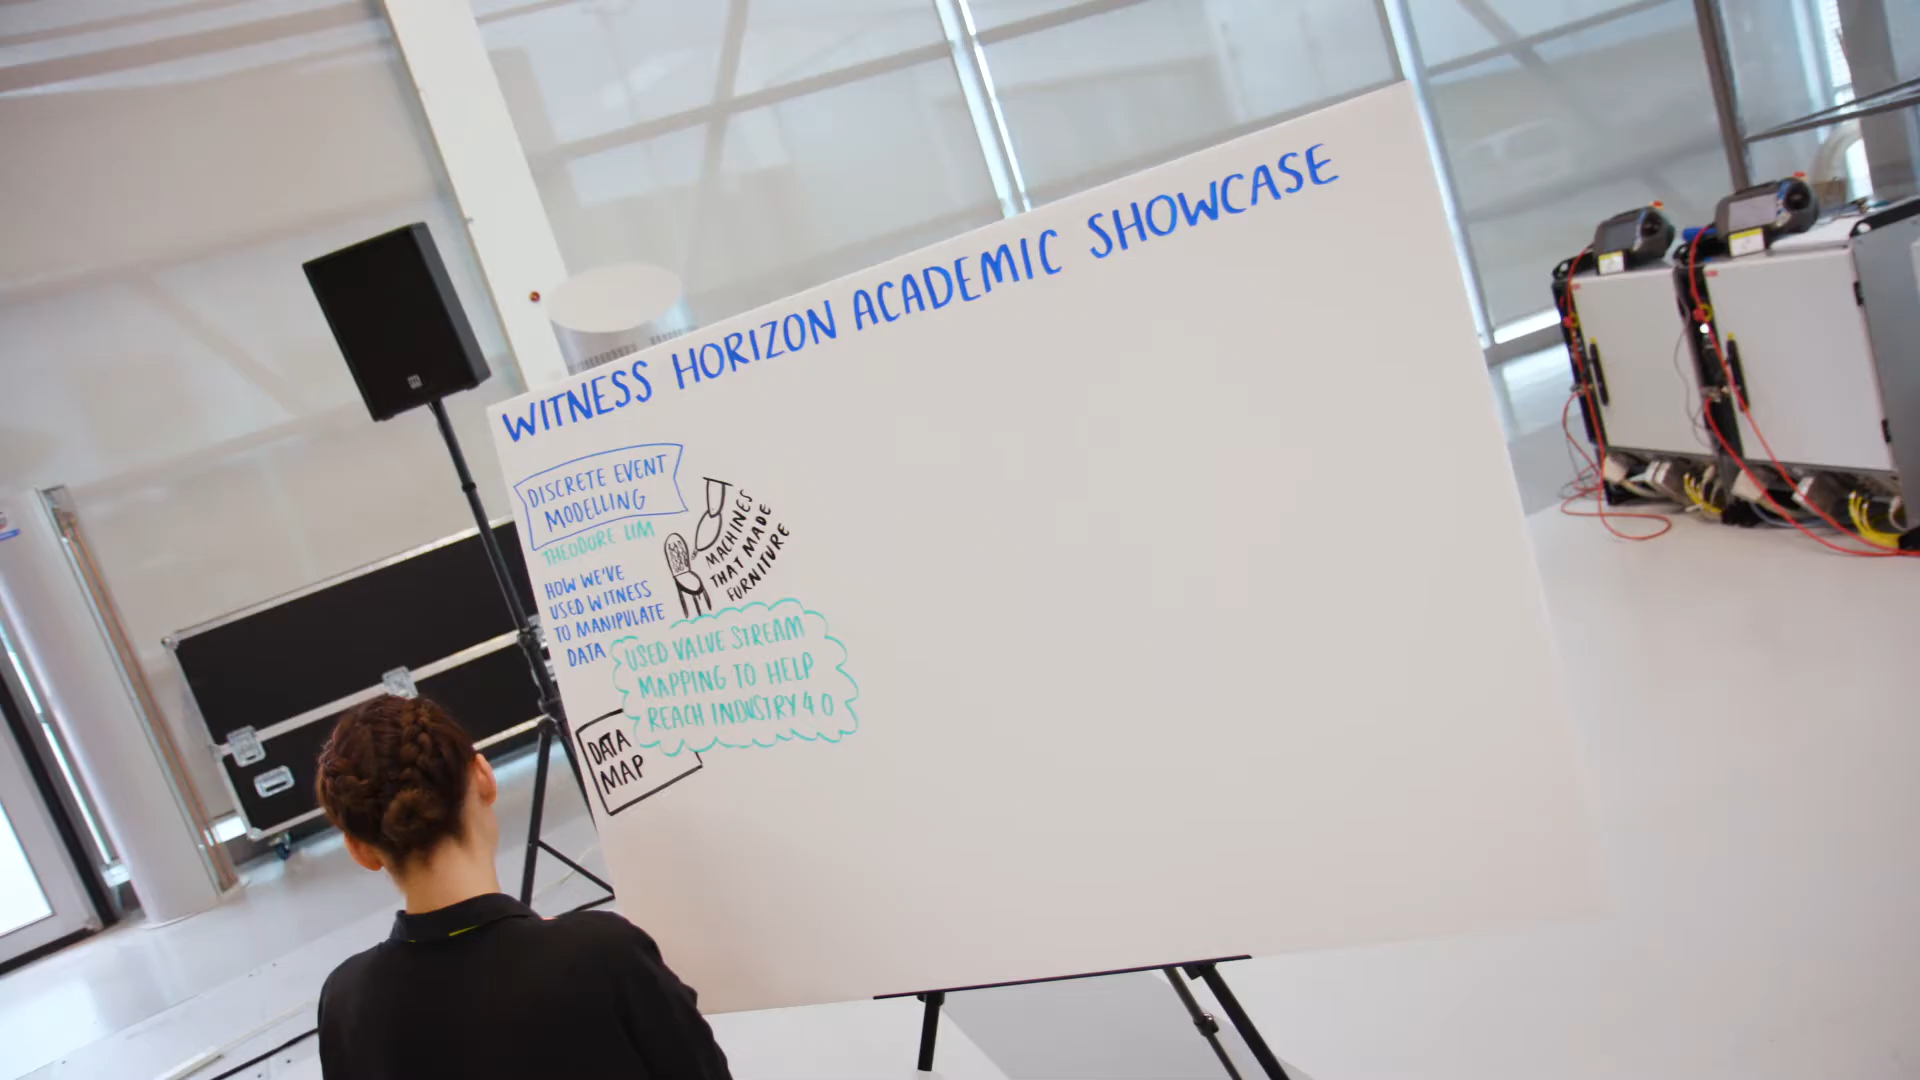 WITNESS HORIZON ACADEMIC SHOWCASE
DISCRETE EVENT
MODELLING
THEODORE LIM
HOW WE'VE
USED WITNESS
TO MANIPULATE
DATA
MACHINES
THAT MADE
FURNITURE
USED VALUE STREAM
MAPPING TO HELP
REACH INDUSTRY 4.0
DATA
MAP